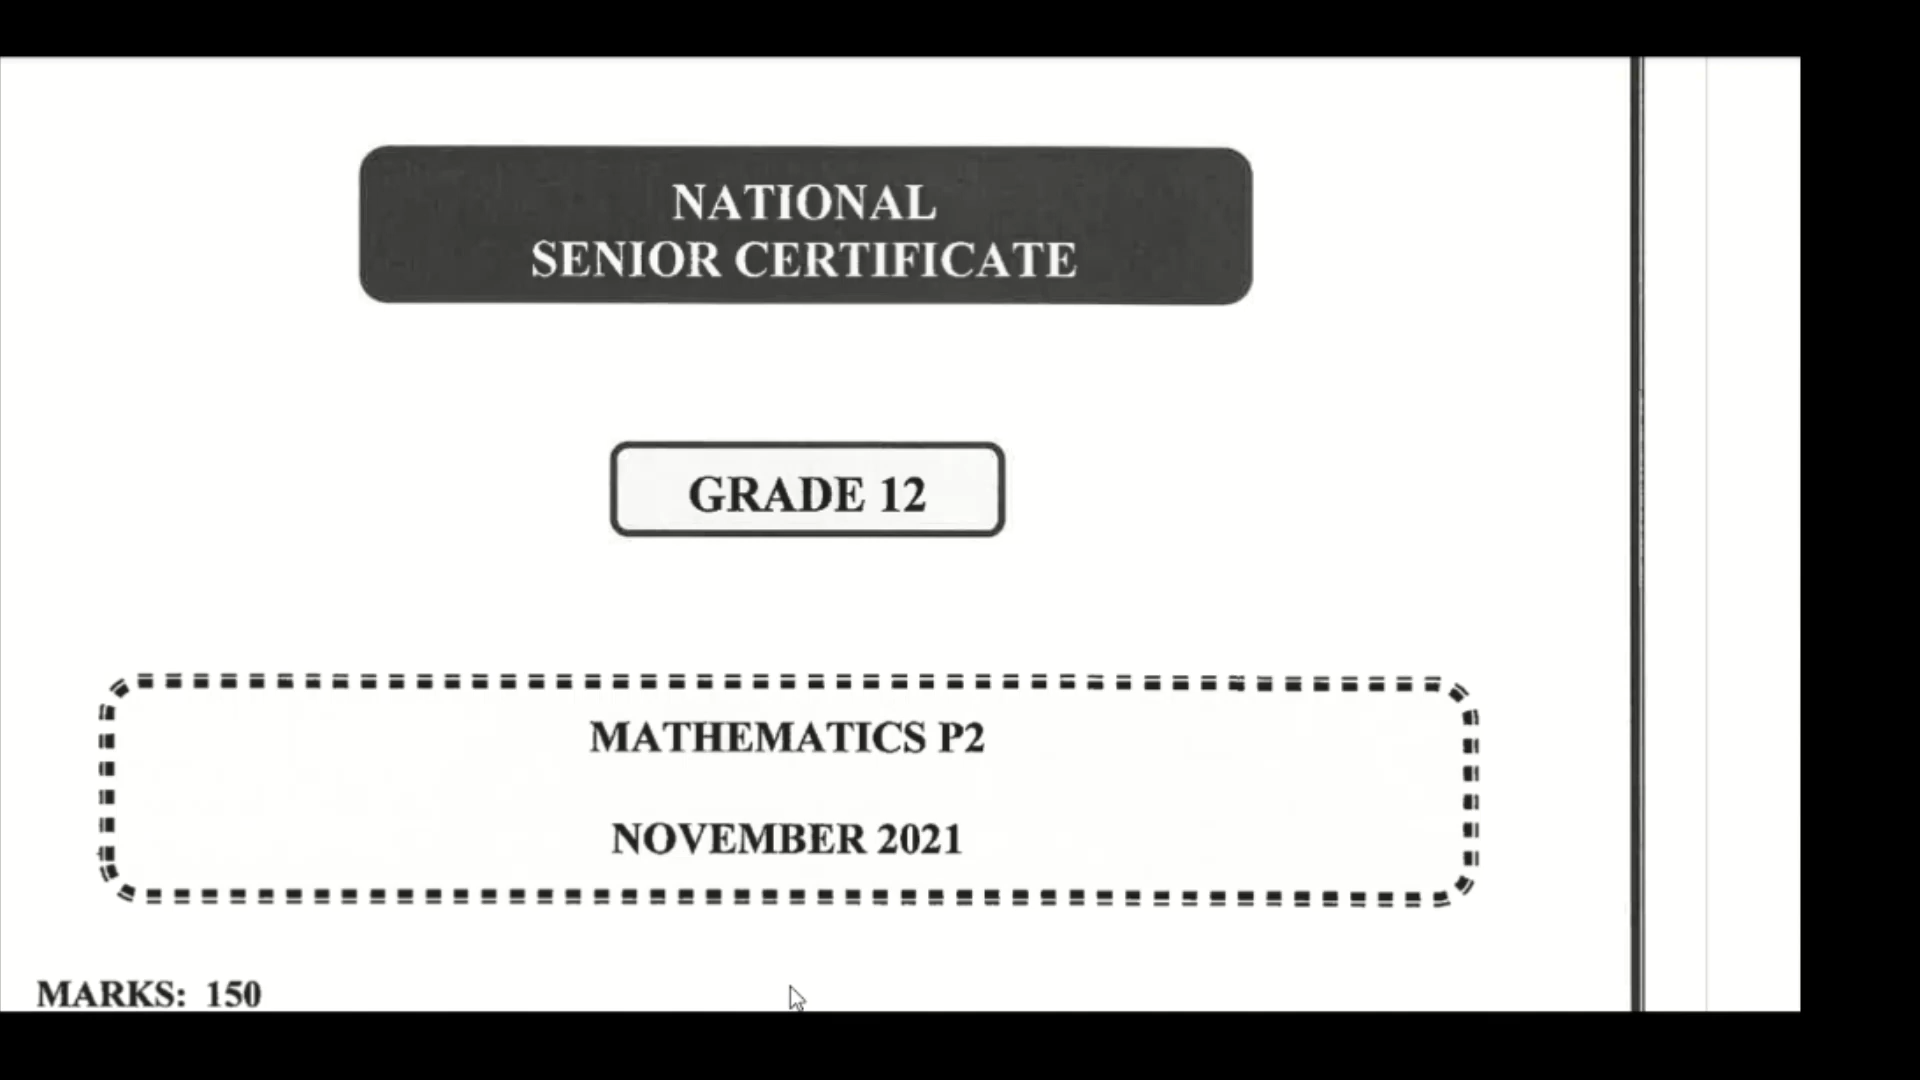 NATIONAL
SENIOR CERTIFICATE
GRADE 12
MATHEMATICS P2
NOVEMBER 2021
MARKS: 150